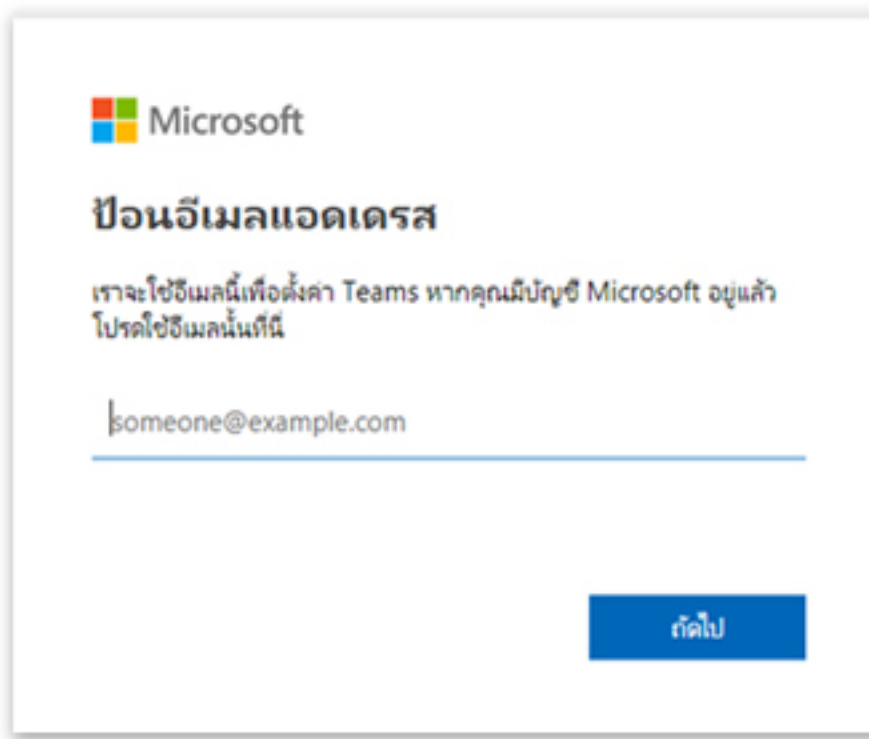 Microsoft
ป้อนอีเมลแอดเดรส
เราจะใช้อีเมลนี้เพื่อตั้งค่า Teams หากคุณมีบัญชี Microsoft อยู่แล้ว
โปรดใช้อีเมลนั้นที่นี่
someone@example.com
ถัดไป